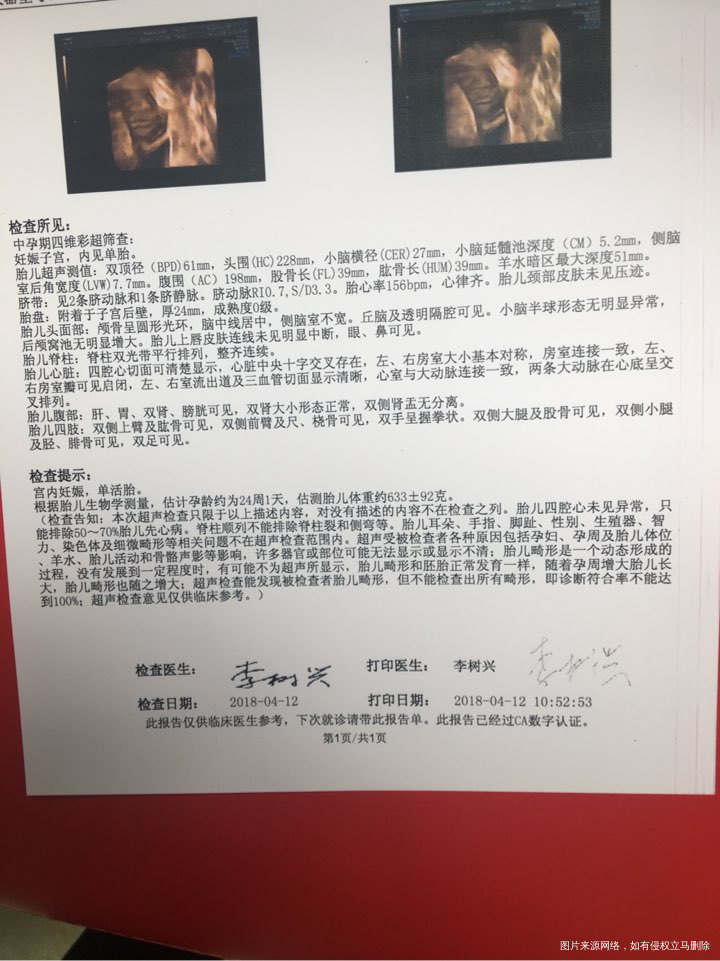 检查所见:
中孕期四维彩超筛查:
妊娠子宫, 内见单胎。
胎儿超声测值: 双顶径 (BPD)61mm, 头围(HC)228mm, 小脑横径(CER)27mm, 小脑延髓池深度 (CM) 5.2mm, 侧脑
室后角宽度(LVW)7.7mm。腹围 (AC) 198mm, 股骨长(FL)39mm, 肱骨长(HUM)39mm。羊水暗区最大深度51mm。
脐带: 见2条脐动脉和1条脐静脉。脐动脉RI0.7, S/D3.3。胎心率156bpm, 心律齐。胎儿颈部皮肤未见压迹。
胎盘: 附着于子宫后壁, 厚24mm, 成熟度0级。
胎儿头面部: 颅骨呈圆形光环, 脑中线居中, 侧脑室不宽。丘脑及透明隔腔可见。小脑半球形态无明显异常,
后颅窝池无明显增大。胎儿上唇皮肤连线未见明显中断, 眼、鼻可见。
胎儿脊柱: 脊柱双光带平行排列, 整齐连续。
胎儿心脏: 四腔心切面可清楚显示, 心脏中央十字交叉存在, 左、右房室大小基本对称, 房室连接一致, 左、
右房室瓣可见启闭, 左、右室流出道及三血管切面显示清晰, 心室与大动脉连接一致, 两条大动脉在心底呈交
叉排列。
胎儿腹部: 肝、胃、双肾、膀胱可见, 双肾大小形态正常, 双侧肾盂无分离。
胎儿四肢: 双侧上臂及肱骨可见, 双侧前臂及尺、桡骨可见, 双手呈握拳状。双侧大腿及股骨可见, 双侧小腿
及胫、腓骨可见, 双足可见。
检查提示:
宫内妊娠, 单活胎。
根据胎儿生物学测量, 估计孕龄约为24周1天, 估测胎儿体重约633±92克。
(检查告知: 本次超声检查只限于以上描述内容, 对没有描述的内容不在检查之列。胎儿四腔心未见异常, 只
能排除50~70%胎儿先心病。脊柱顺列不能排除脊柱裂和侧弯等。胎儿耳朵、手指、脚趾、性别、生殖器、智
力、染色体及细微畸形等相关问题不在超声检查范围内。超声受被检查者各种原因包括孕妇、孕周及胎儿体位
、羊水、胎儿活动和骨骼声影等影响, 许多器官或部位可能无法显示或显示不清; 胎儿畸形是一个动态形成的
过程, 没有发展到一定程度时, 有可能不为超声所显示, 胎儿畸形和胚胎正常发育一样, 随着孕周增大胎儿长
大, 胎儿畸形也随之增大; 超声检查能发现被检查者胎儿畸形, 但不能检查出所有畸形, 即诊断符合率不能达
到100%; 超声检查意见仅供临床参考。)
检查医生: 李树兴 打印医生: 李树兴 李树兴
检查日期: 2018-04-12 打印日期: 2018-04-12 10:52:53
此报告仅供临床医生参考, 下次就诊请带此报告单。此报告已经过CA数字认证。
第1页/共1页
图片来源网络，如有侵权立马删除